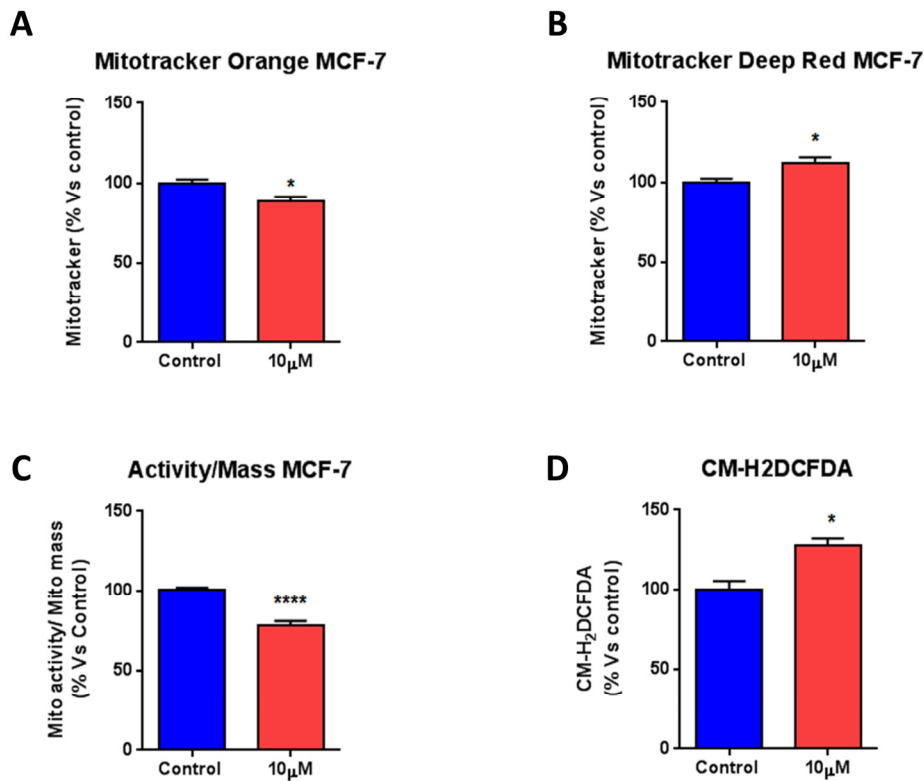 A
Mitotracker Orange MCF-7
Mitotracker (% Vs control)
150
100
50
0
*
Control
10µM
B
Mitotracker Deep Red MCF-7
Mitotracker (% Vs control)
150
100
50
0
*
Control
10µM
C
Activity/Mass MCF-7
Mito activity/ Mito mass
(% Vs Control)
150
100
50
0
****
Control
10µM
D
CM-H2DCFDA
CM-H₂DCFDA
(% Vs control)
150
100
50
0
*
Control
10µM